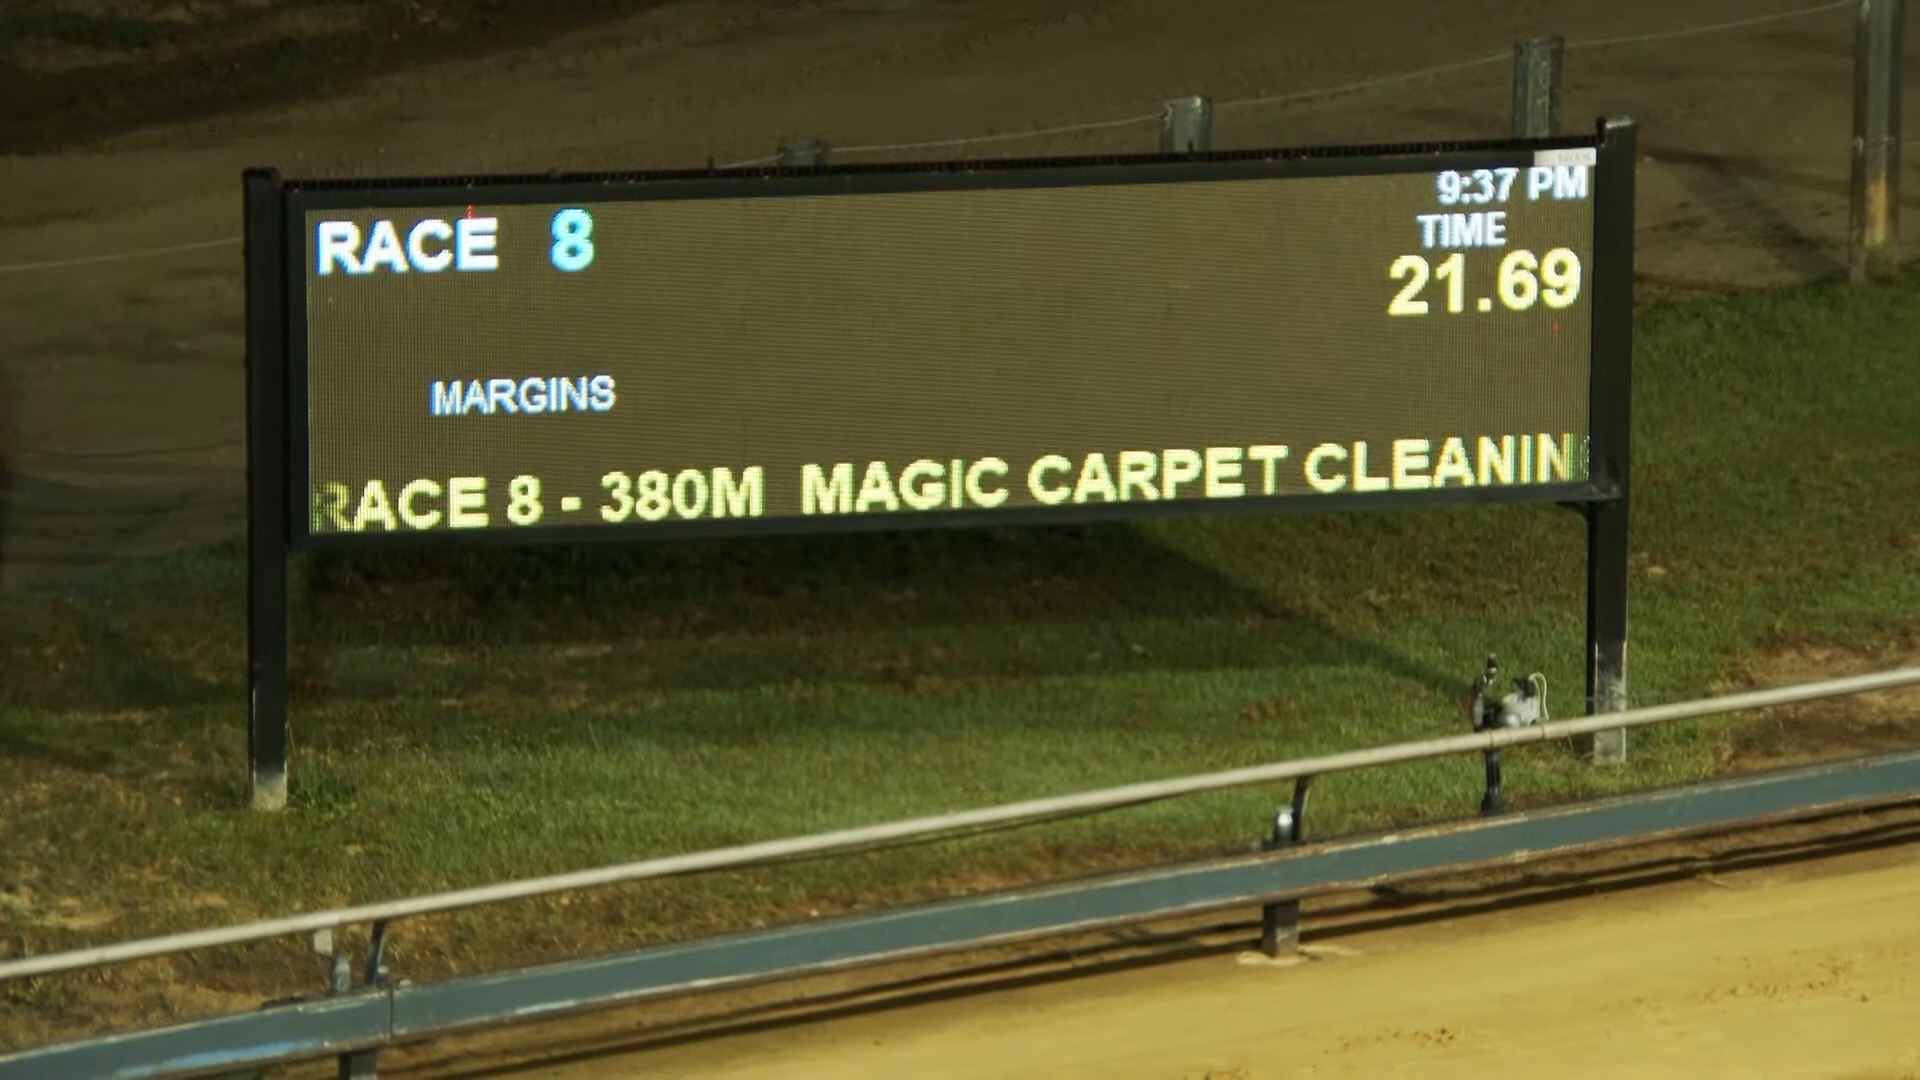 9:37 PM
RACE 8
TIME
21.69
MARGINS
RACE 8 - 380M MAGIC CARPET CLEANIN